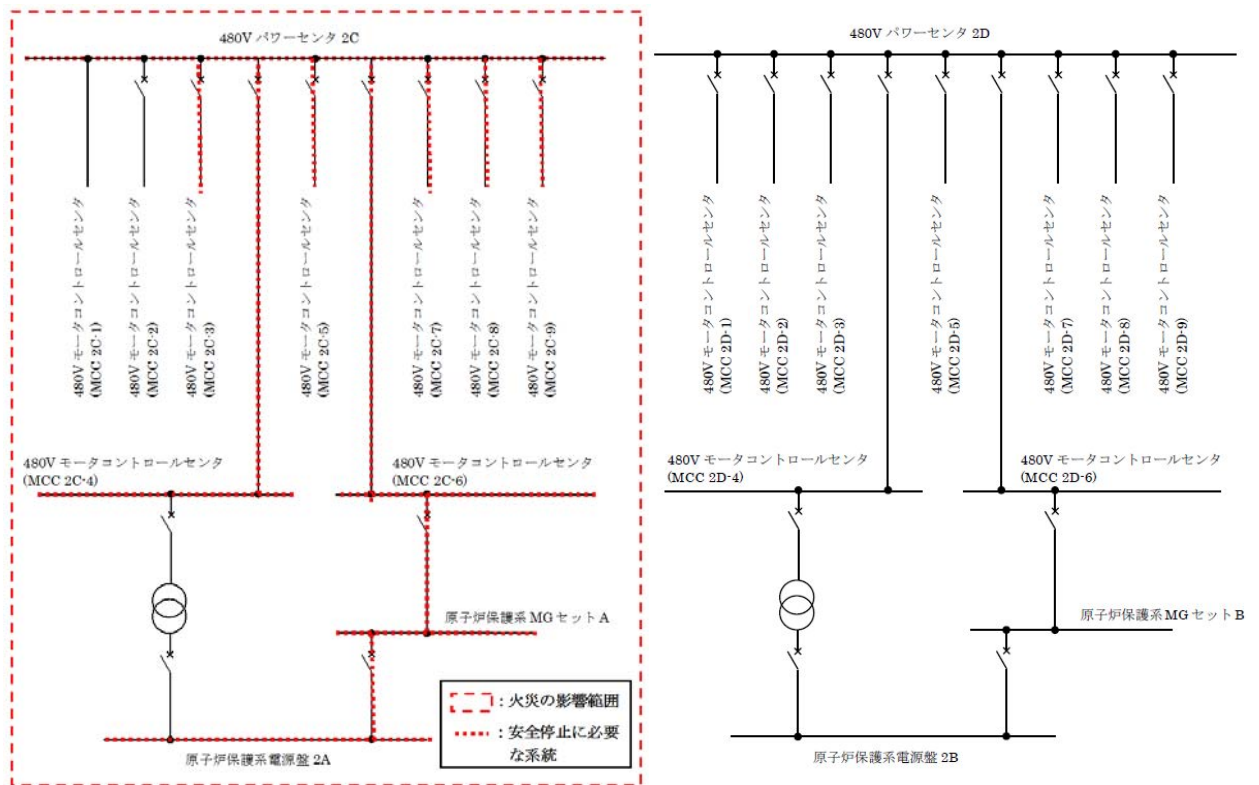 480V パワーセンタ 2C
480V モータコントロールセンタ
(MCC 2C-1)
480V モータコントロールセンタ
(MCC 2C-2)
480V モータコントロールセンタ
(MCC 2C-3)
480V モータコントロールセンタ
(MCC 2C-5)
480V モータコントロールセンタ
(MCC 2C-7)
480V モータコントロールセンタ
(MCC 2C-8)
480V モータコントロールセンタ
(MCC 2C-9)
480V モータコントロールセンタ
(MCC 2C-4)
480V モータコントロールセンタ
(MCC 2C-6)
原子炉保護系 MG セット A
原子炉保護系電源盤 2A
：火災の影響範囲
：安全停止に必要
な系統
480V パワーセンタ 2D
480V モータコントロールセンタ
(MCC 2D-1)
480V モータコントロールセンタ
(MCC 2D-2)
480V モータコントロールセンタ
(MCC 2D-3)
480V モータコントロールセンタ
(MCC 2D-5)
480V モータコントロールセンタ
(MCC 2D-7)
480V モータコントロールセンタ
(MCC 2D-8)
480V モータコントロールセンタ
(MCC 2D-9)
480V モータコントロールセンタ
(MCC 2D-4)
480V モータコントロールセンタ
(MCC 2D-6)
原子炉保護系 MG セット B
原子炉保護系電源盤 2B